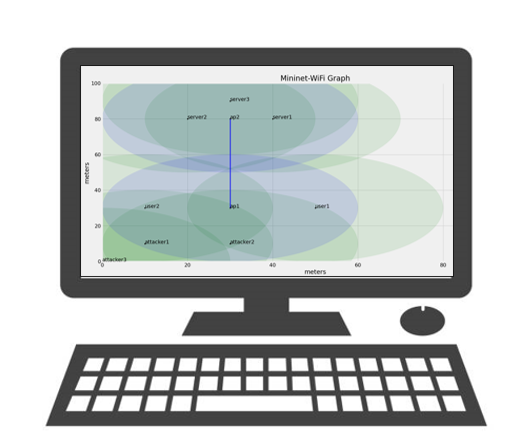 Mininet-WiFi Graph
100
server3
80
server2
ap2
server1
60
meters
40
user2
ap1
user1
20
attacker1
attacker2
0
attacker3
0
20
40
60
80
meters